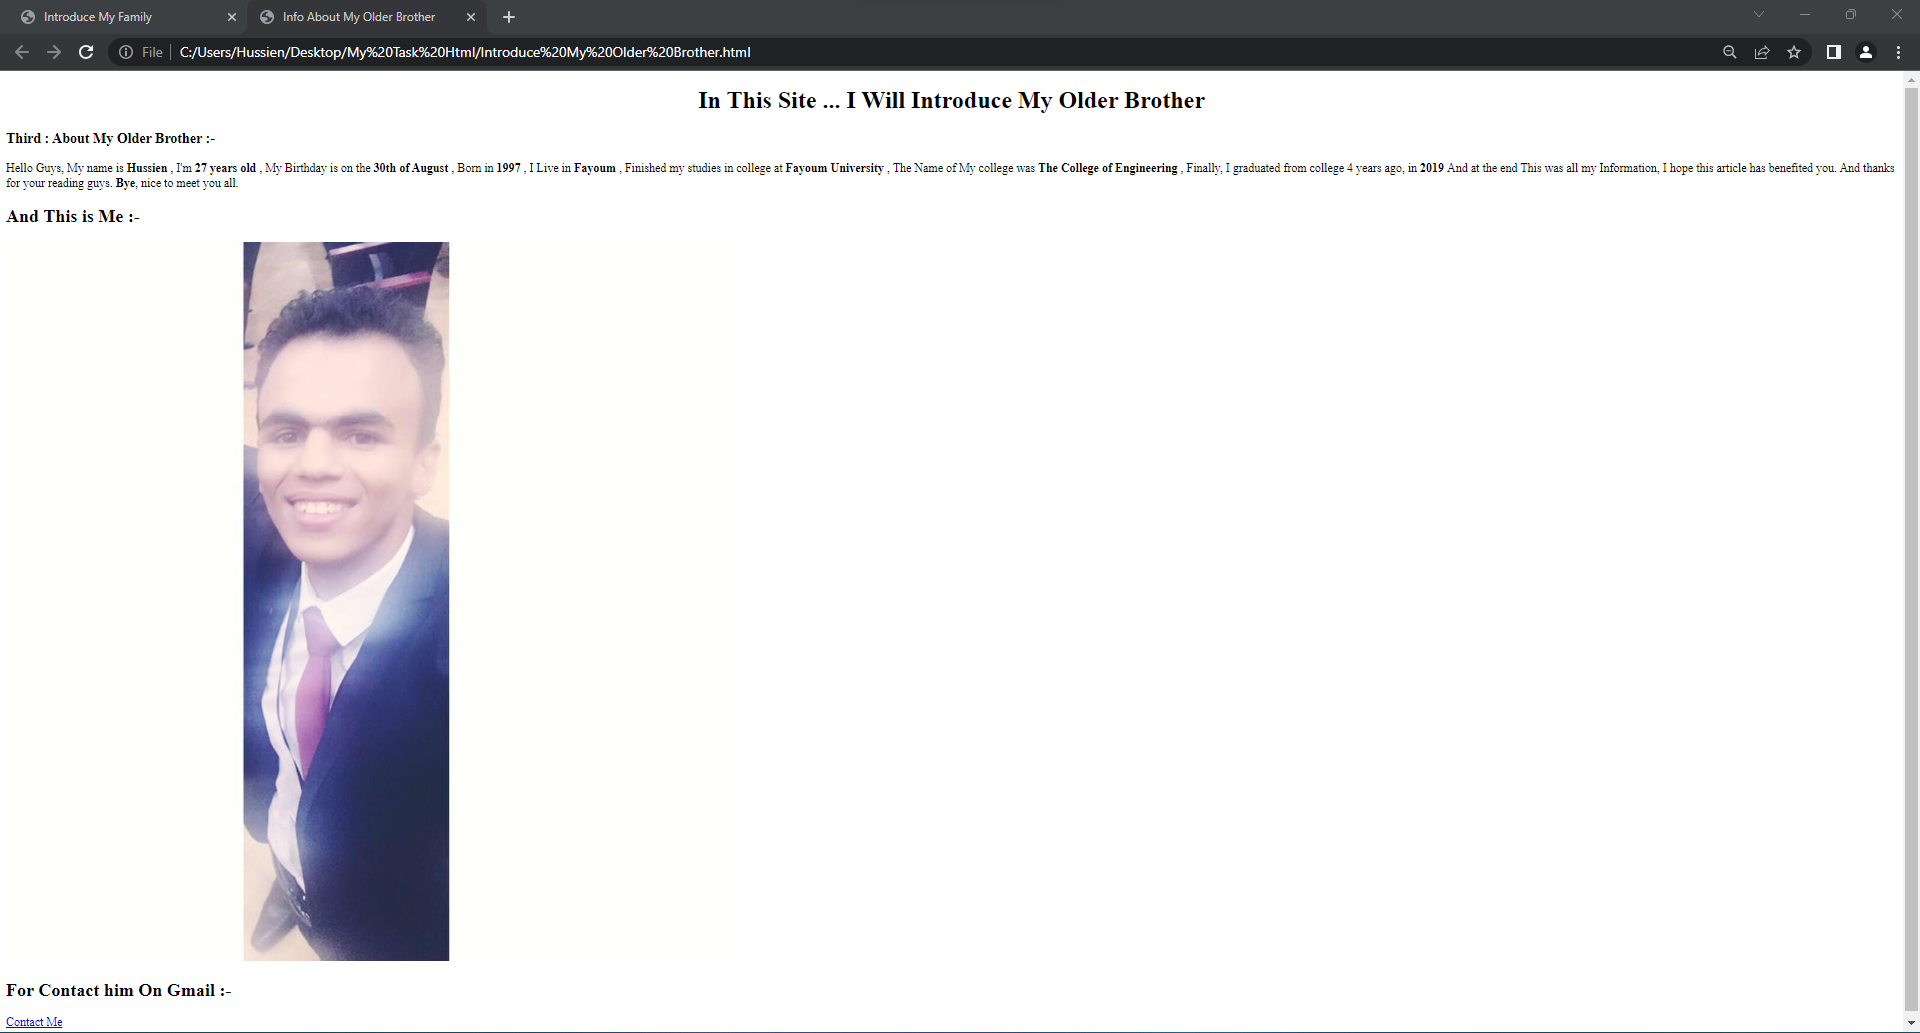 Introduce My Family
Info About My Older Brother
File
C:/Users/Hussien/Desktop/My%20Task%20Html/Introduce%20My%20Older%20Brother.html
In This Site ... I Will Introduce My Older Brother
Third : About My Older Brother :-
Hello Guys, My name is Hussien , I'm 27 years old , My Birthday is on the 30th of August , Born in 1997 , I Live in Fayoum , Finished my studies in college at Fayoum University , The Name of My college was The College of Engineering , Finally, I graduated from college 4 years ago, in 2019 And at the end This was all my Information, I hope this article has benefited you. And thanks
for your reading guys. Bye, nice to meet you all.
And This is Me :-
For Contact him On Gmail :-
Contact Me